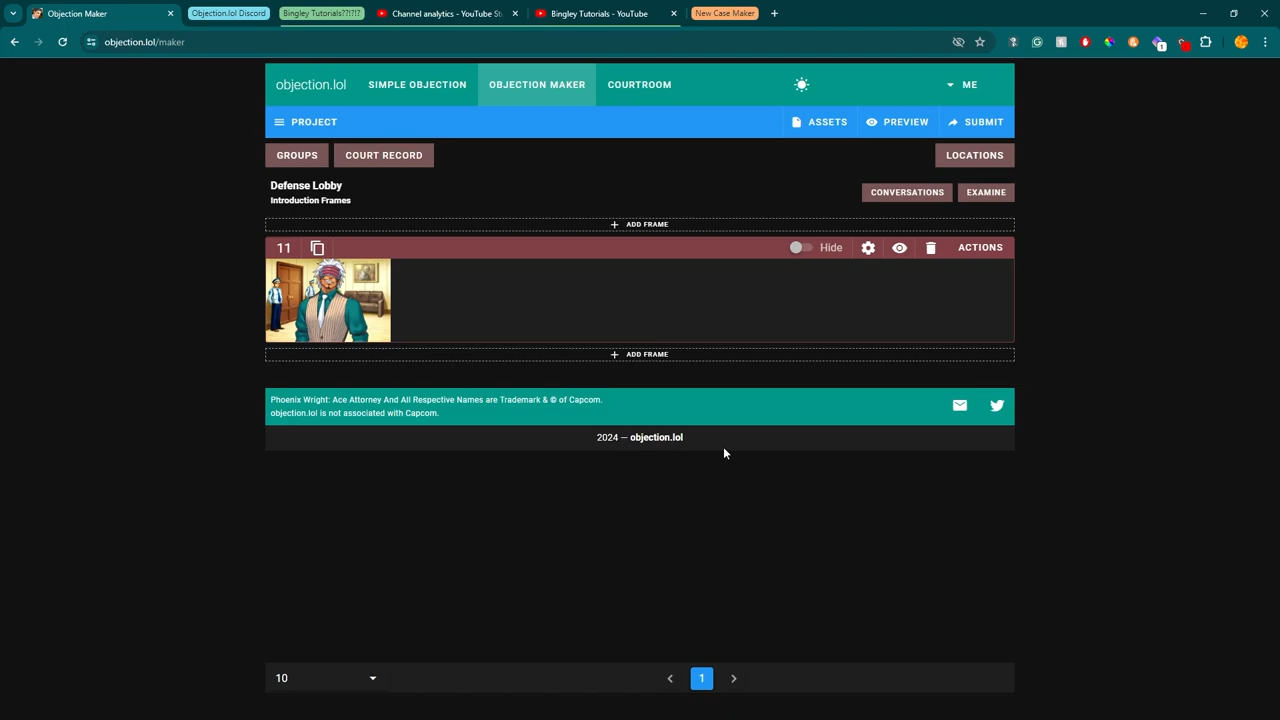 Objection Maker
Objection.lol Discord
Bingley Tutorials??!?!?
Channel analytics - YouTube St
Bingley Tutorials - YouTube
New Case Maker
objection.lol/maker
objection.lol
SIMPLE OBJECTION
OBJECTION MAKER
COURTROOM
ME
PROJECT
ASSETS
PREVIEW
SUBMIT
GROUPS
COURT RECORD
LOCATIONS
Defense Lobby
Introduction Frames
CONVERSATIONS
EXAMINE
ADD FRAME
11
Hide
ACTIONS
ADD FRAME
Phoenix Wright: Ace Attorney And All Respective Names are Trademark & © of Capcom.
objection.lol is not associated with Capcom.
2024 — objection.lol
10
1